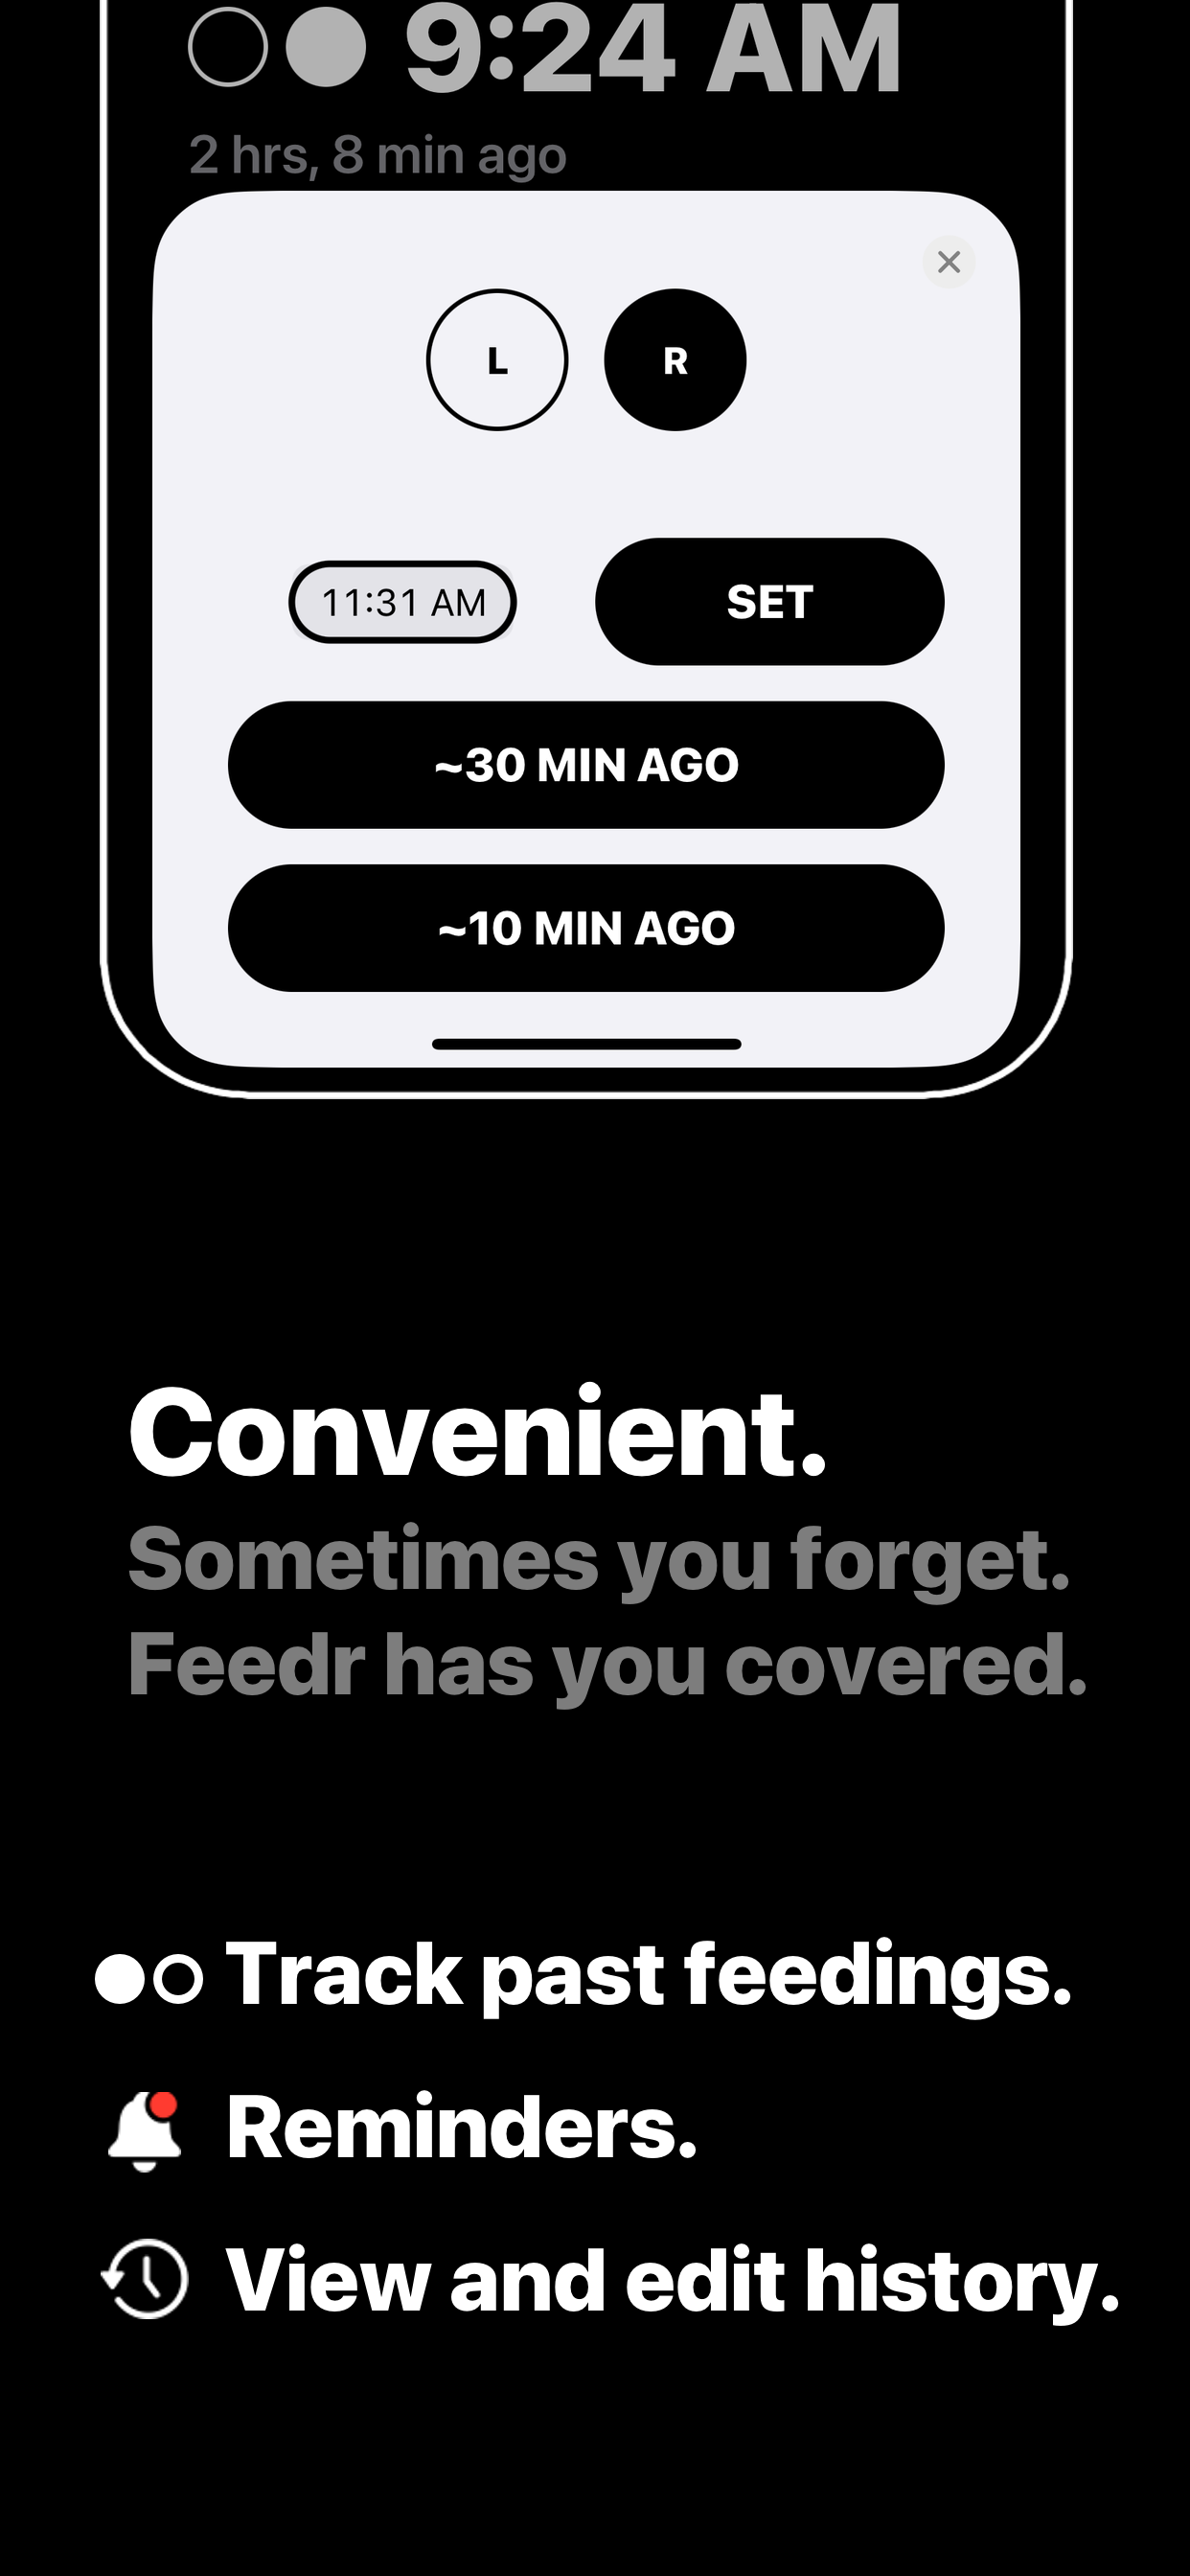 9:24 AM
2 hrs, 8 min ago
L R
11:31 AM SET
~30 MIN AGO
~10 MIN AGO
Convenient.
Sometimes you forget.
Feedr has you covered.
Track past feedings.
Reminders.
View and edit history.